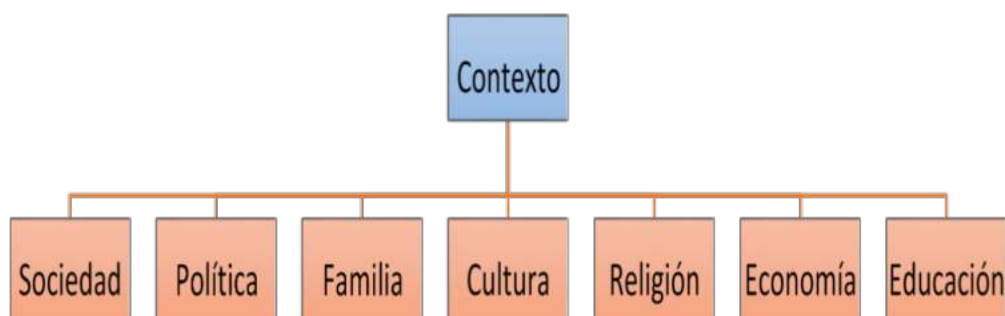 Contexto
Sociedad
Política
Familia
Cultura
Religión
Economía
Educación